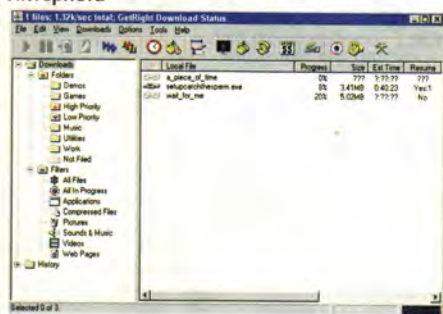 1 files: 1.32k/sec total; GetRight Download Status
File Edit View Downloads Options Tools Help
Downloads
Folders
Demos
Games
High Priority
Low Priority
Music
Utilities
Work
Not Filed
Filters
All Files
All In Progress
Applications
Compressed Files
Pictures
Sounds & Music
Videos
Web Pages
History
Local File Progress Size Est.Time Resume
a_piece_of_time 0% ??? ?:??:?? ???
setupcatchthesperm.exe 8% 3.41MB 0:40:23 Yes:1
wait_for_me 20% 5.02MB ?:??:?? No
Selected 0 of 3.